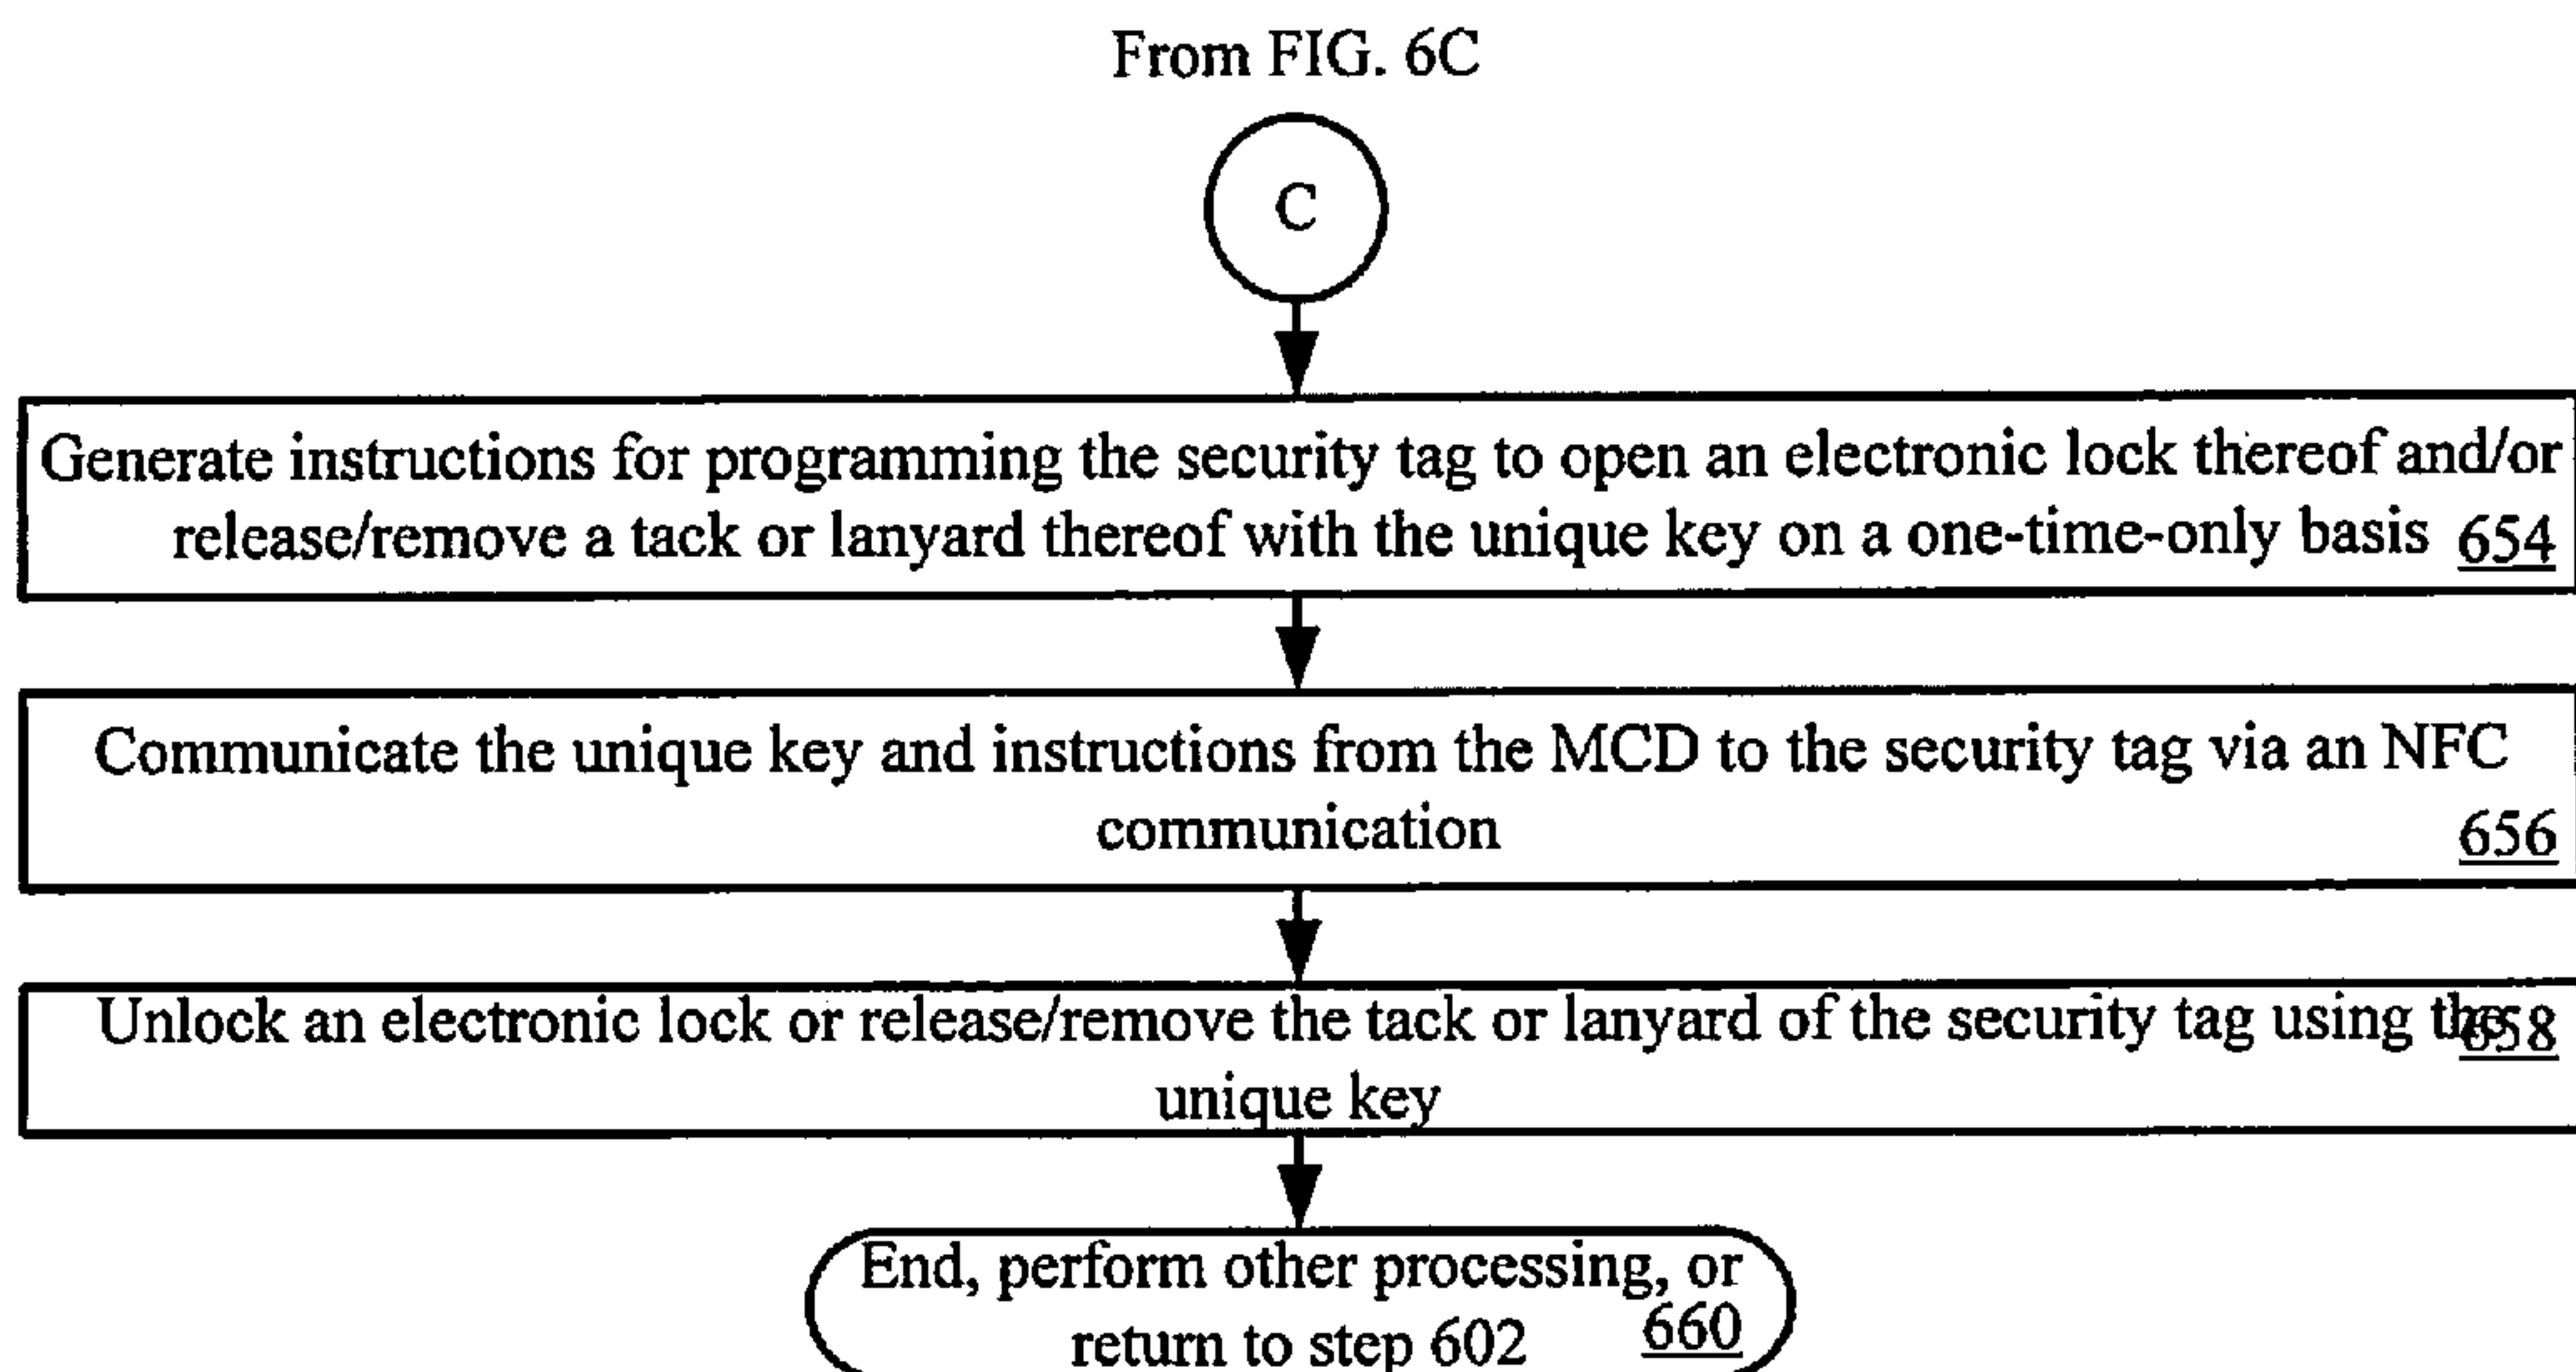 From FIG. 6C
C
Generate instructions for programming the security tag to open an electronic lock thereof and/or
release/remove a tack or lanyard thereof with the unique key on a one-time-only basis 654
Communicate the unique key and instructions from the MCD to the security tag via an NFC
communication
656
Unlock an electronic lock or release/remove the tack or lanyard of the security tag using the 658
unique key
End, perform other processing, or
return to step 602 660